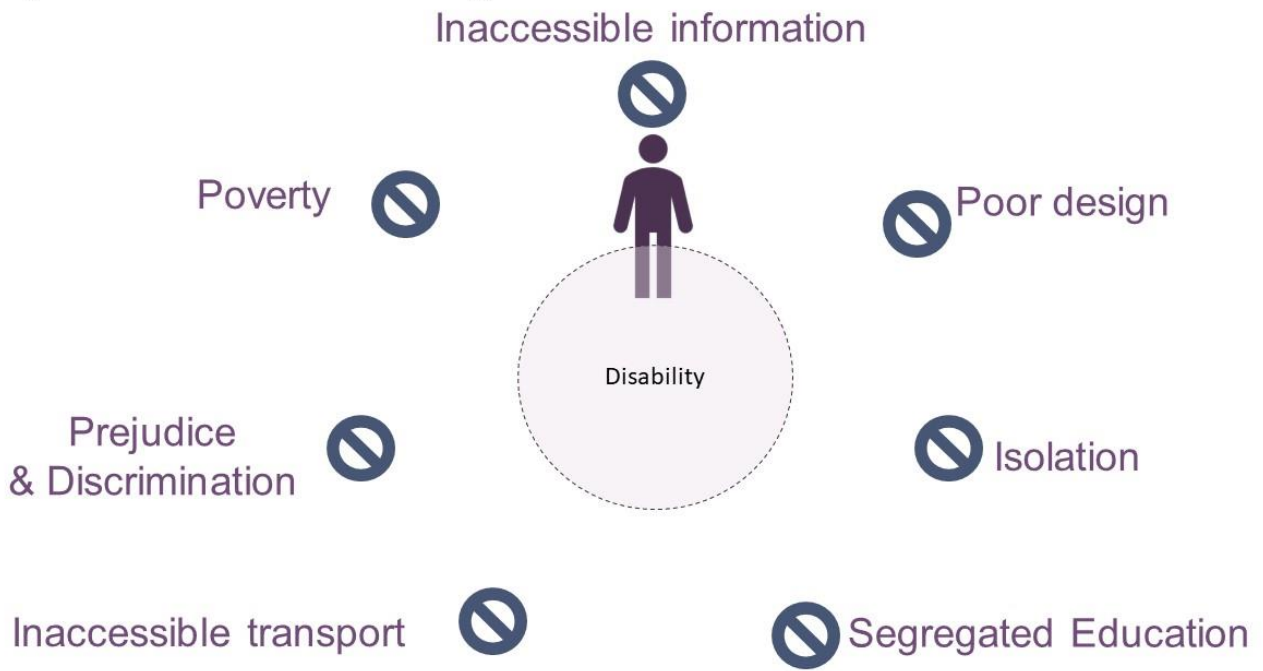 Inaccessible information
Poverty
Poor design
Disability
Prejudice
& Discrimination
Isolation
Inaccessible transport
Segregated Education